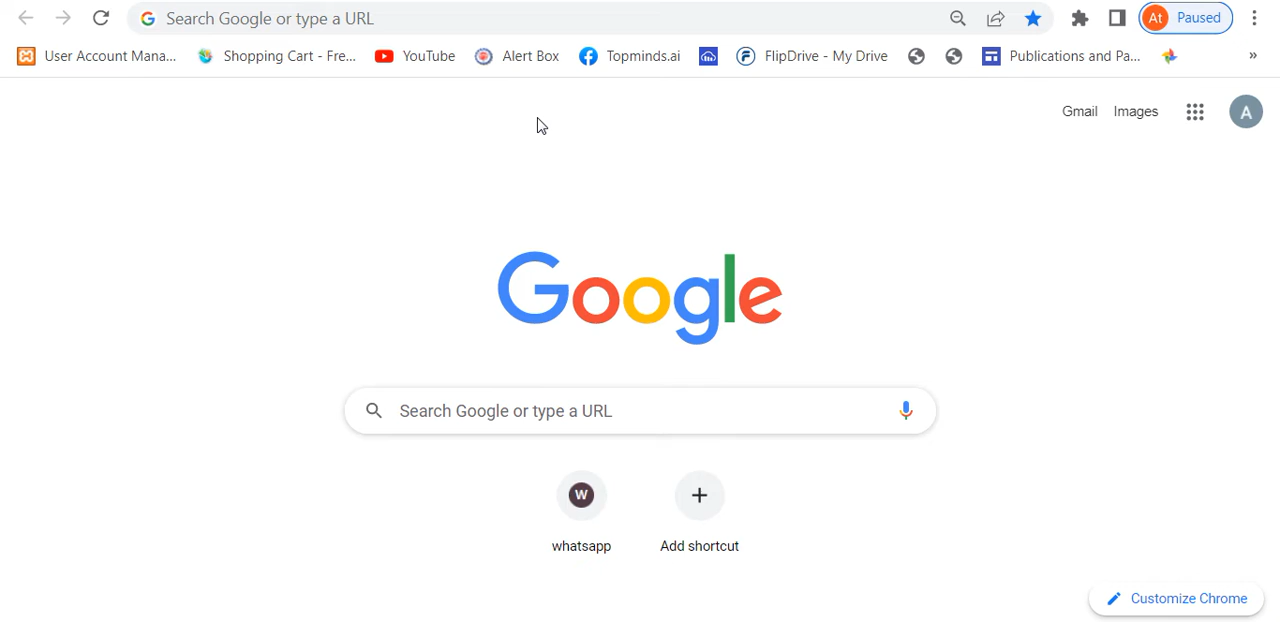 Search Google or type a URL
At Paused
User Account Mana... Shopping Cart - Fre... YouTube Alert Box Topminds.ai FlipDrive - My Drive Publications and Pa... »
Gmail Images A
Google
Search Google or type a URL
W
whatsapp Add shortcut
Customize Chrome